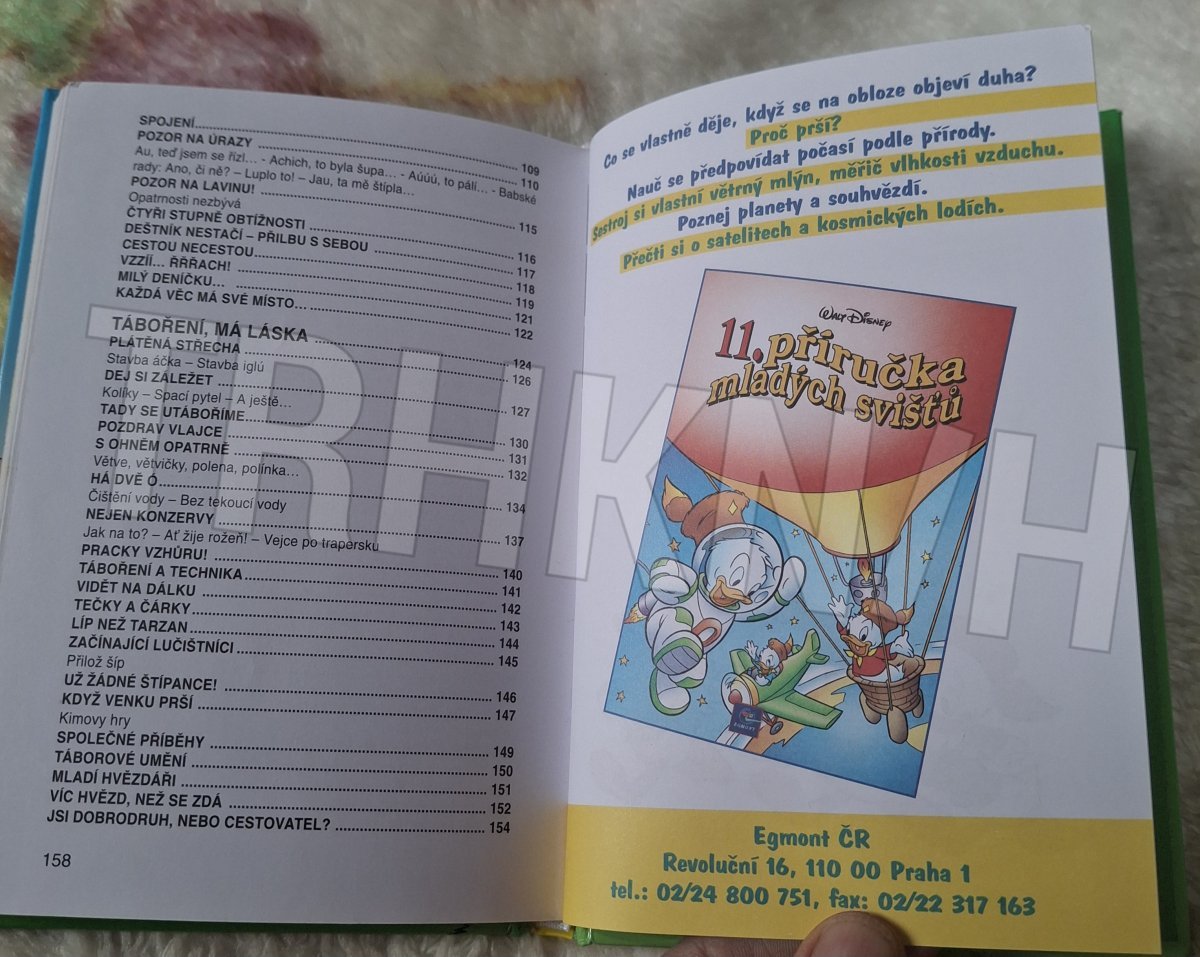 SPOJENÍ 109
POZOR NA ÚRAZY 110
Au, teď jsem se řízl... - Achich, to byla šupa... - Aúúú, to pálí... - Babské
rady: Ano, či ně? – Luplo to! – Jau, ta mě štípla...
POZOR NA LAVINU! 115
Opatrnosti nezbývá
ČTYŘI STUPNĚ OBTÍŽNOSTI 116
DEŠTNÍK NESTAČÍ – PŘILBU S SEBOU 117
CESTOU NECESTOU 118
VZZÍÍ... ŘŘŘACH! 119
MILÝ DENÍČKU... 121
KAŽDÁ VĚC MÁ SVÉ MÍSTO 122
TÁBOŘENÍ, MÁ LÁSKA 124
PLÁTĚNÁ STŘECHA 126
Stavba áčka – Stavba iglú
DEJ SI ZÁLEŽET 127
Kolíky – Spací pytel – A ještě...
TADY SE UTÁBOŘÍME 130
POZDRAV VLAJCE 131
S OHNĚM OPATRNĚ 132
Větve, větvičky, polena, polínka...
HÁ DVĚ Ó 134
Čištění vody – Bez tekoucí vody
NEJEN KONZERVY 137
Jak na to? – Ať žije rožeň! – Vejce po trapersku
PRACKY VZHŮRU! 140
TÁBOŘENÍ A TECHNIKA 141
VIDĚT NA DÁLKU 142
TEČKY A ČÁRKY 143
LÍP NEŽ TARZAN 144
ZAČÍNAJÍCÍ LUČIŠTNÍCI 145
Přilož šíp
UŽ ŽÁDNÉ ŠTÍPANCE! 146
KDYŽ VENKU PRŠÍ 147
Kimovy hry
SPOLEČNÉ PŘÍBĚHY 149
TÁBOROVÉ UMĚNÍ 150
MLADÍ HVĚZDÁŘI 151
VÍC HVĚZD, NEŽ SE ZDÁ 152
JSI DOBRODRUH, NEBO CESTOVATEL? 154
158
Co se vlastně děje, když se na obloze objeví duha?
Proč prší?
Nauč se předpovídat počasí podle přírody.
Sestroj si vlastní větrný mlýn, měřič vlhkosti vzduchu.
Poznej planety a souhvězdí.
Přečti si o satelitech a kosmických lodích.
WALT DISNEY
11. příručka
mladých svišťů
EGMONT
Egmont ČR
Revoluční 16, 110 00 Praha 1
tel.: 02/24 800 751, fax: 02/22 317 163
TRHKNIH